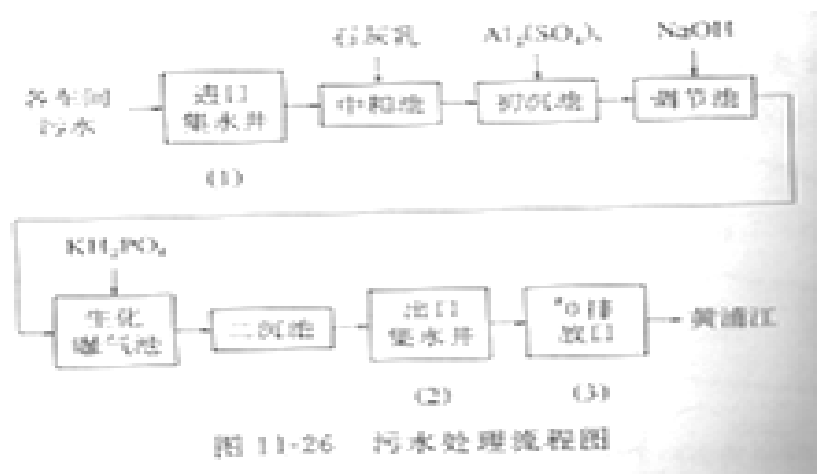 石灰乳
Al₂(SO₄)₃
NaOH
各车间
污水
进口
集水井
中和池
初沉池
调节池
(1)
KH₂PO₄
生化
曝气池
二沉池
出口
集水井
排
放口
黄浦江
(2)
(3)
图 11-26 污水处理流程图